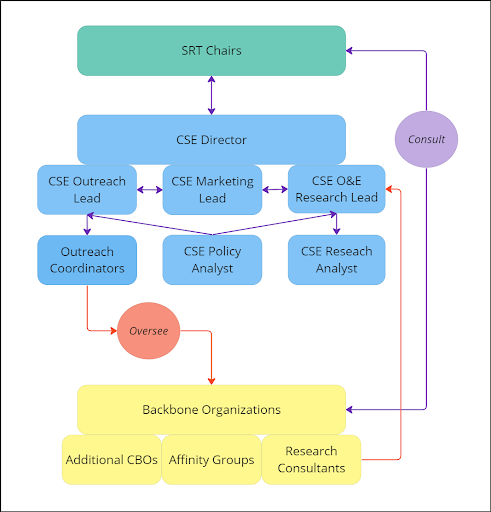 SRT Chairs
CSE Director
Consult
CSE Outreach
Lead
CSE Marketing
Lead
CSE O&E
Research Lead
Outreach
Coordinators
CSE Policy
Analyst
CSE Reseach
Analyst
Oversee
Backbone Organizations
Additional CBOs
Affinity Groups
Research
Consultants